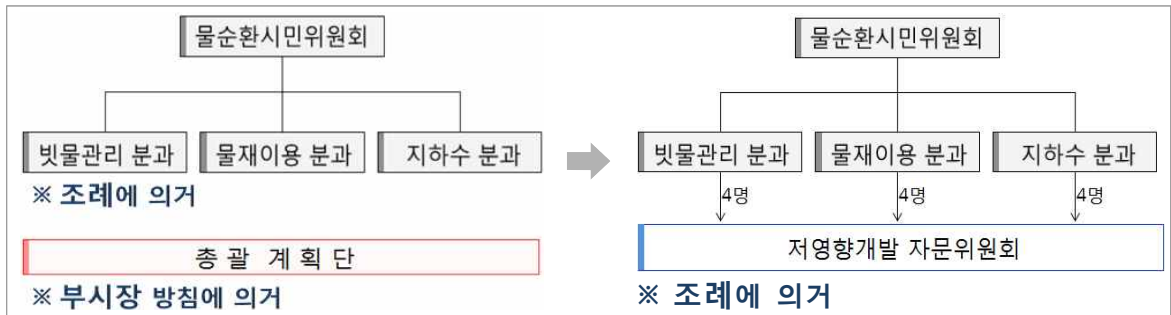 물순환시민위원회
빗물관리 분과 물재이용 분과 지하수 분과
※ 조례에 의거
총 괄 계 획 단
※ 부시장 방침에 의거
물순환시민위원회
빗물관리 분과 물재이용 분과 지하수 분과
4명 4명 4명
저영향개발 자문위원회
※ 조례에 의거